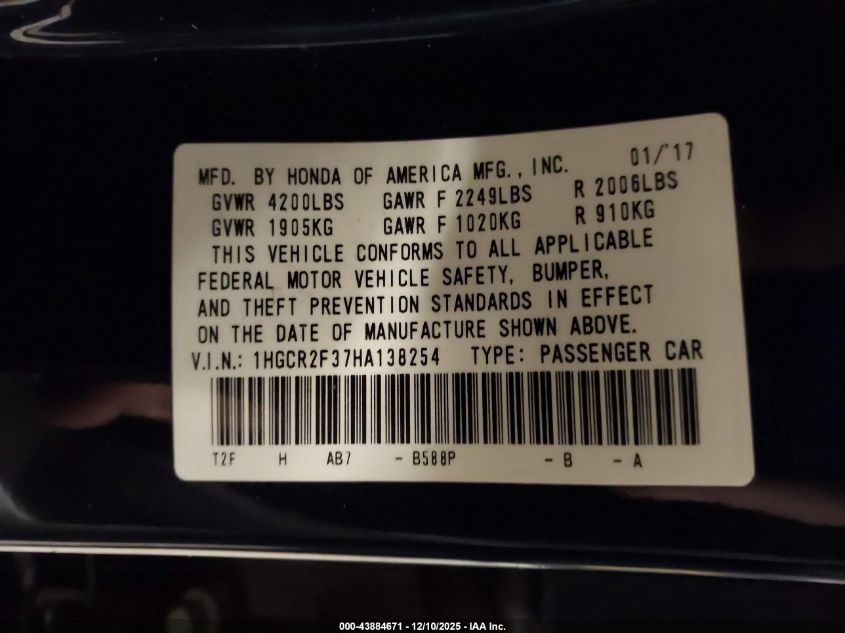 MFD. BY HONDA OF AMERICA MFG., INC. 01/'17
GVWR 4200LBS GAWR F 2249LBS R 2006LBS
GVWR 1905KG GAWR F 1020KG R 910KG
THIS VEHICLE CONFORMS TO ALL APPLICABLE
FEDERAL MOTOR VEHICLE SAFETY, BUMPER,
AND THEFT PREVENTION STANDARDS IN EFFECT
ON THE DATE OF MANUFACTURE SHOWN ABOVE.
V.I.N.: 1HGCR2F37HA138254 TYPE: PASSENGER CAR
T2F H AB7 - B588P - B - A
000-43884671 - 12/10/2025 - IAA Inc.